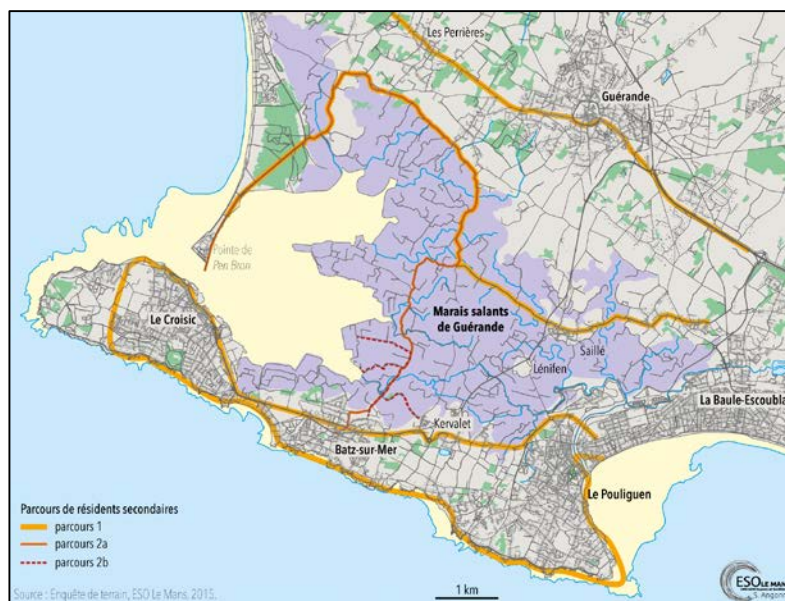 Les Perrières
Guérande
Pointe de
Pen Bron
Le Croisic
Marais salants
de Guérande
Saillé
Lénifen
La Baule-Escoubla
Kervalet
Batz-sur-Mer
Le Pouliguen
Parcours de résidents secondaires
parcours 1
parcours 2a
parcours 2b
Source : Enquête de terrain, ESO Le Mans, 2015.
1 km
ESO LE MANS